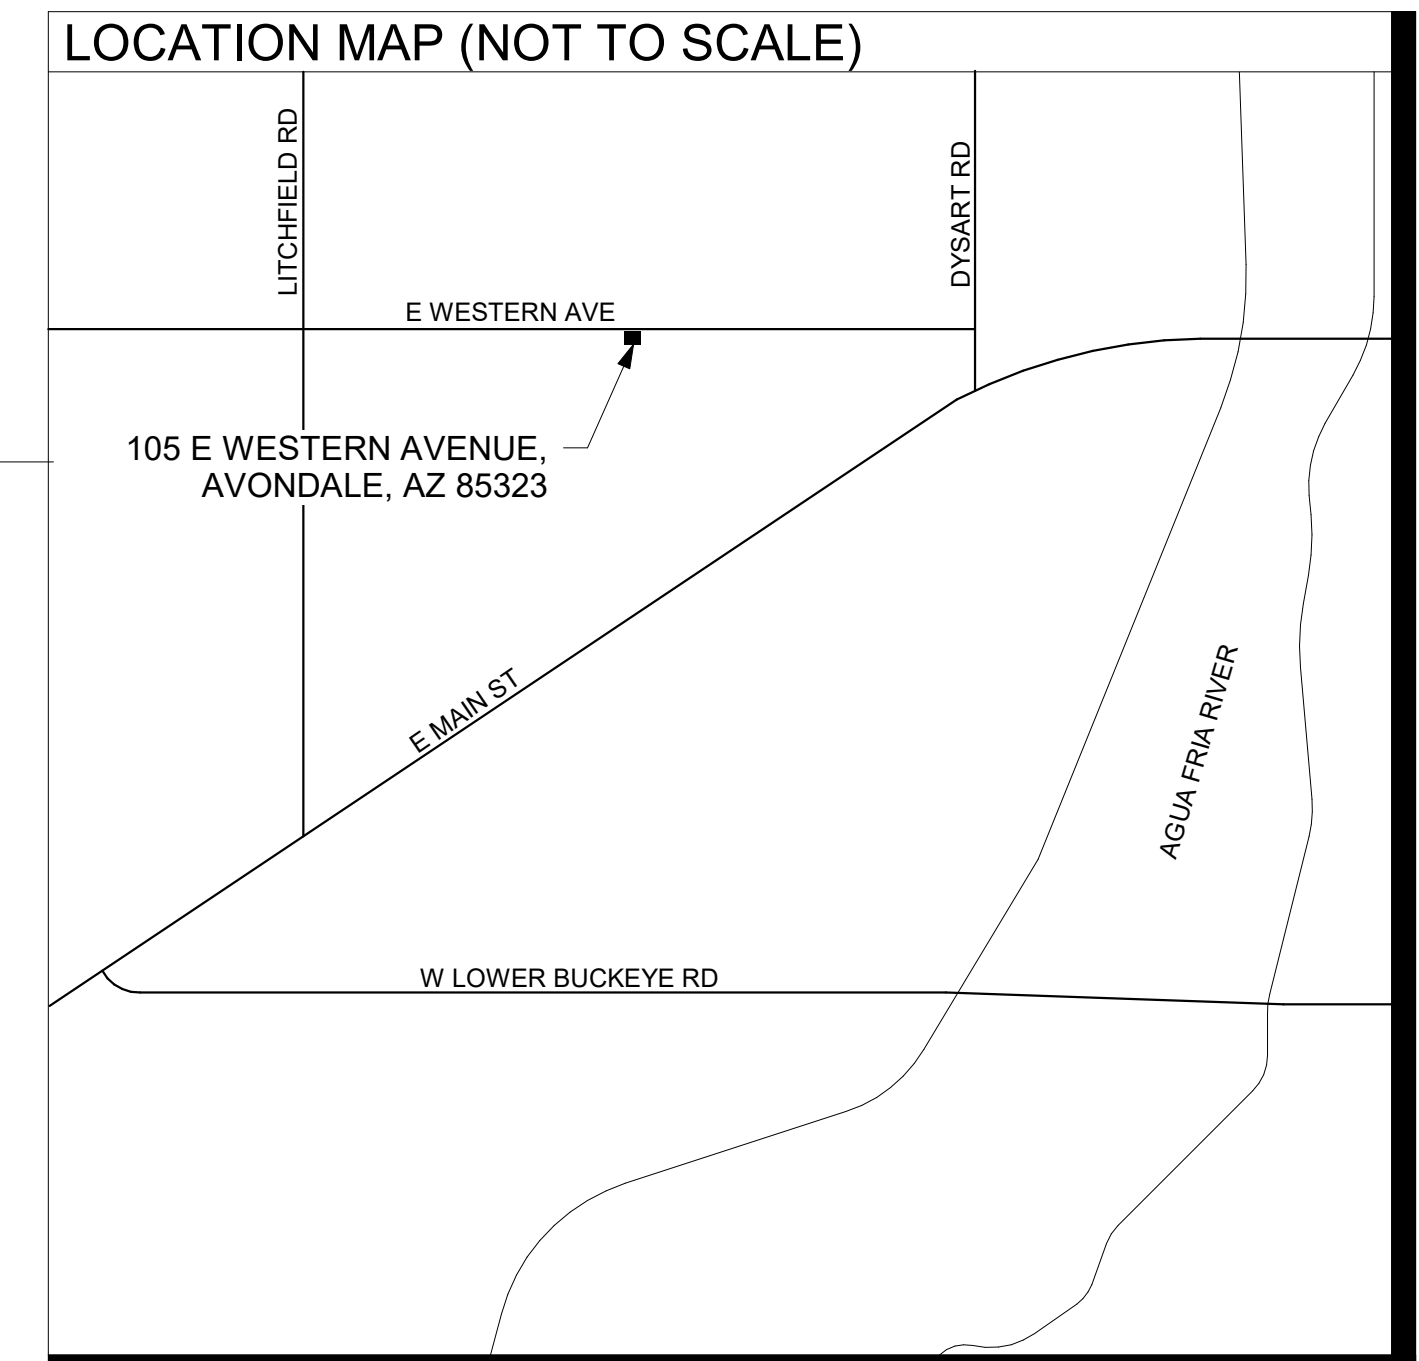 LOCATION MAP (NOT TO SCALE)
LITCHFIELD RD
DYSART RD
E WESTERN AVE
105 E WESTERN AVENUE,
AVONDALE, AZ 85323
E MAIN ST
AGUA FRIA RIVER
W LOWER BUCKEYE RD